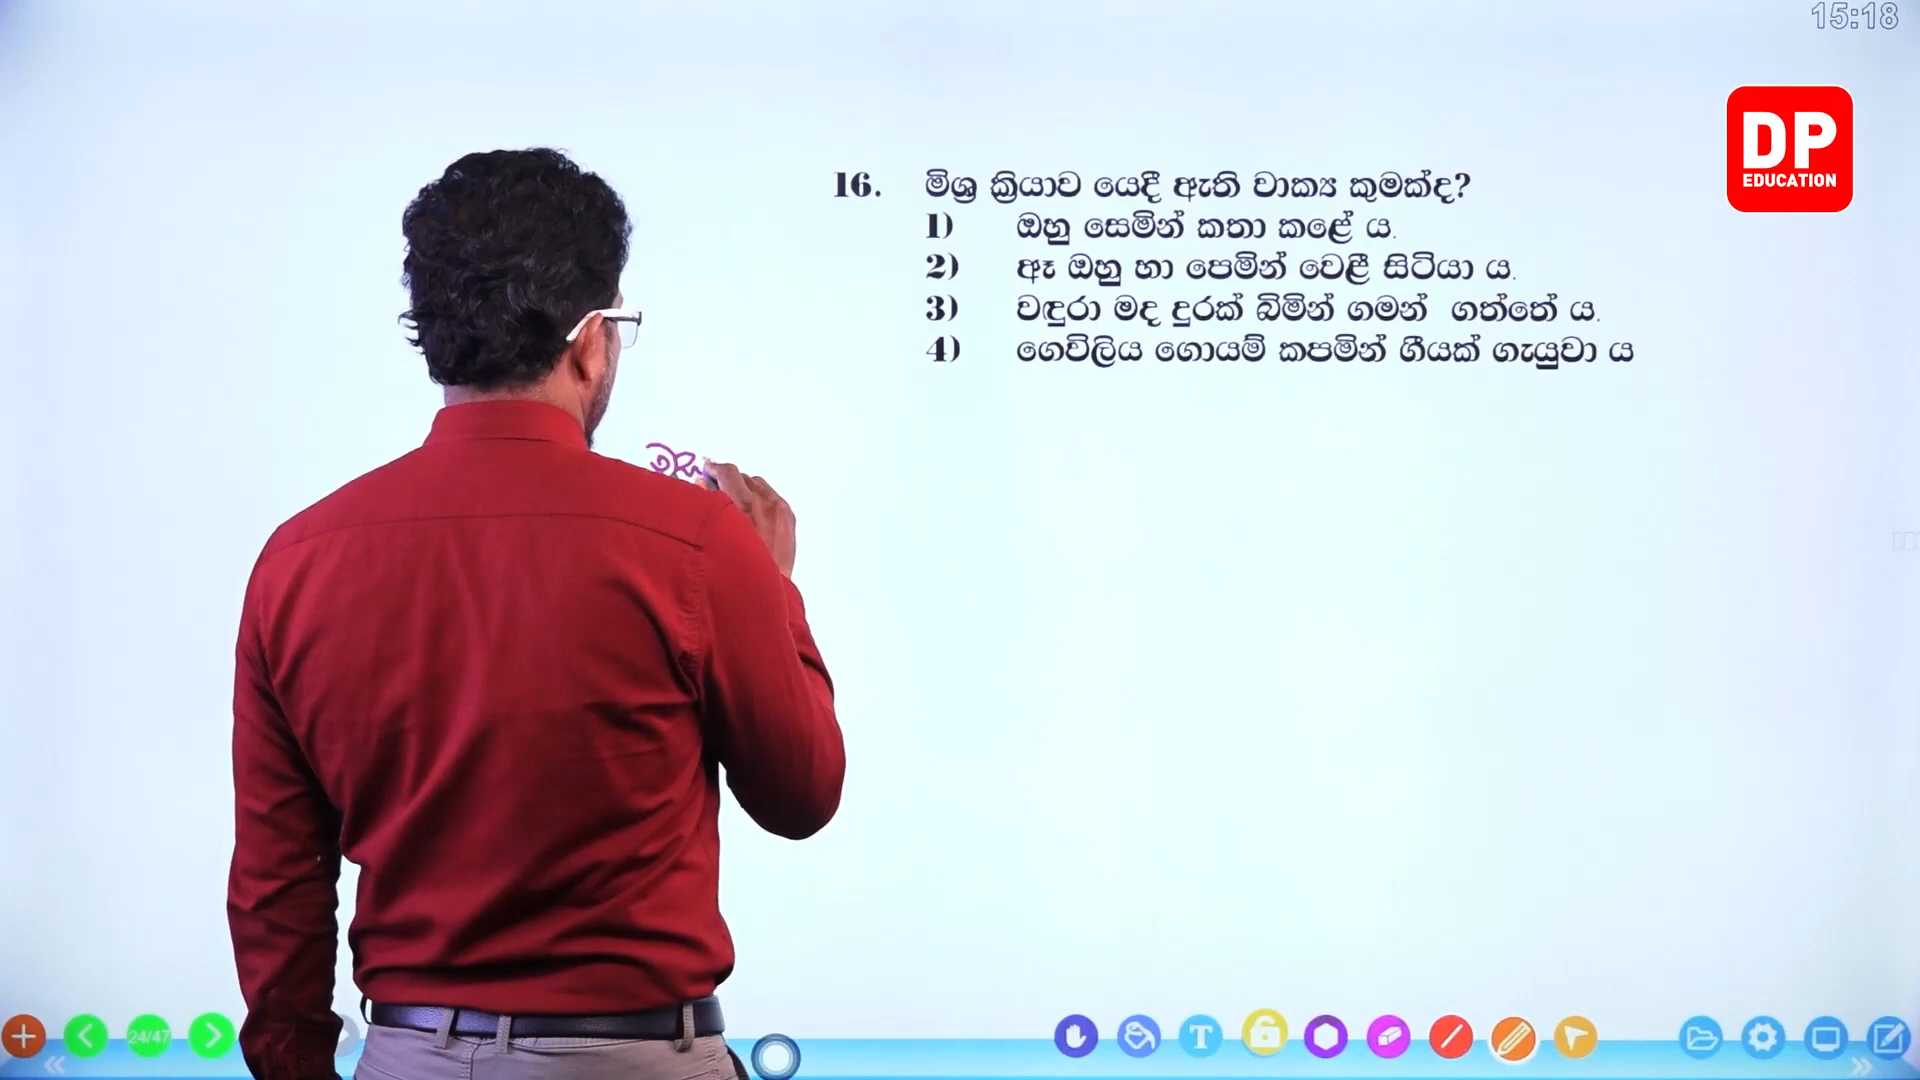 15:18
DP
EDUCATION
16. මිශ්‍ර ක්‍රියාව යෙදී ඇති වාක්‍ය කුමක්ද?
1) ඔහු සෙමින් කතා කළේ ය.
2) ඈ ඔහු හා පෙමින් වෙළී සිටියා ය.
3) වඳුරා මද දුරක් බිමින් ගමන් ගත්තේ ය.
4) ගෙවිලිය ගොයම් කපමින් ගීයක් ගැයුවා ය
24/47
T